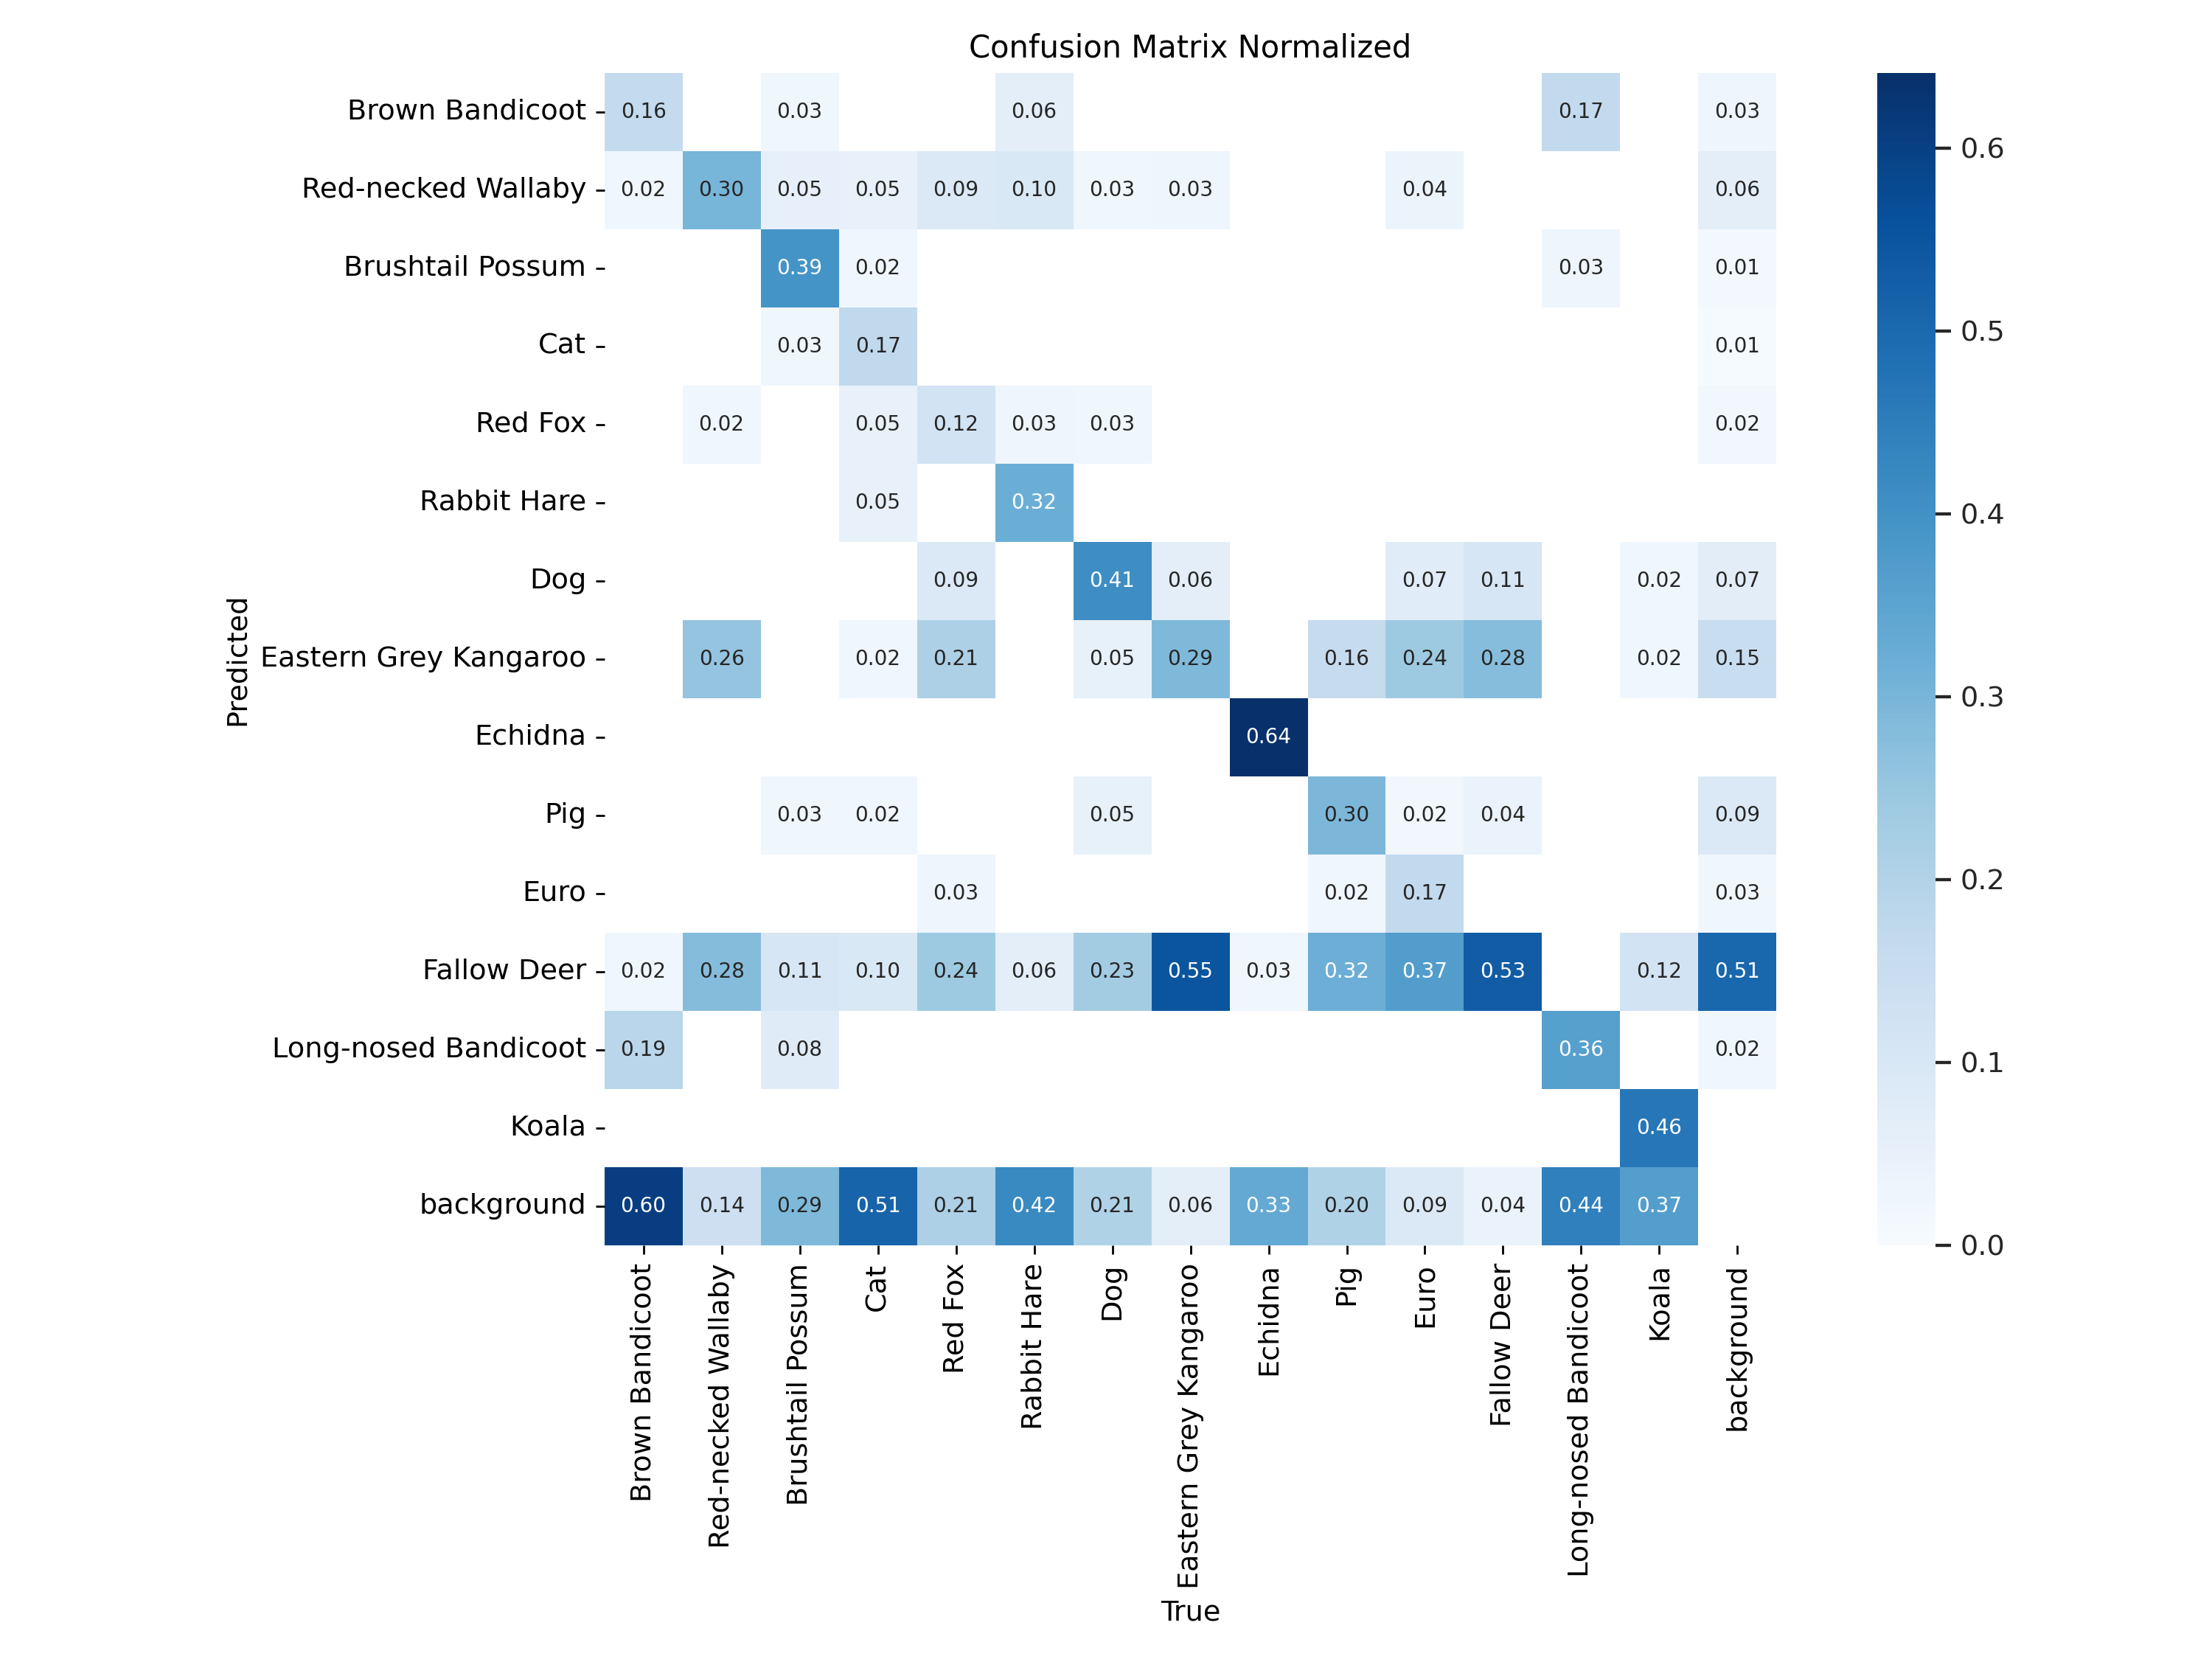 Confusion Matrix Normalized
Brown Bandicoot 0.16 0.03 0.06 0.17 0.03
Red-necked Wallaby 0.02 0.30 0.05 0.05 0.09 0.10 0.03 0.03 0.04 0.06
Brushtail Possum 0.39 0.02 0.03 0.01
Cat 0.03 0.17 0.01
Red Fox 0.02 0.05 0.12 0.03 0.03 0.02
Rabbit Hare 0.05 0.32
Dog 0.09 0.41 0.06 0.07 0.11 0.02 0.07
Eastern Grey Kangaroo 0.26 0.02 0.21 0.05 0.29 0.16 0.24 0.28 0.02 0.15
Echidna 0.64
Pig 0.03 0.02 0.05 0.30 0.02 0.04 0.09
Euro 0.03 0.02 0.17 0.03
Fallow Deer 0.02 0.28 0.11 0.10 0.24 0.06 0.23 0.55 0.03 0.32 0.37 0.53 0.12 0.51
Long-nosed Bandicoot 0.19 0.08 0.36 0.02
Koala 0.46
background 0.60 0.14 0.29 0.51 0.21 0.42 0.21 0.06 0.33 0.20 0.09 0.04 0.44 0.37
Predicted
Brown Bandicoot
Red-necked Wallaby
Brushtail Possum
Cat
Red Fox
Rabbit Hare
Dog
Eastern Grey Kangaroo
Echidna
Pig
Euro
Fallow Deer
Long-nosed Bandicoot
Koala
background
True
0.6
0.5
0.4
0.3
0.2
0.1
0.0